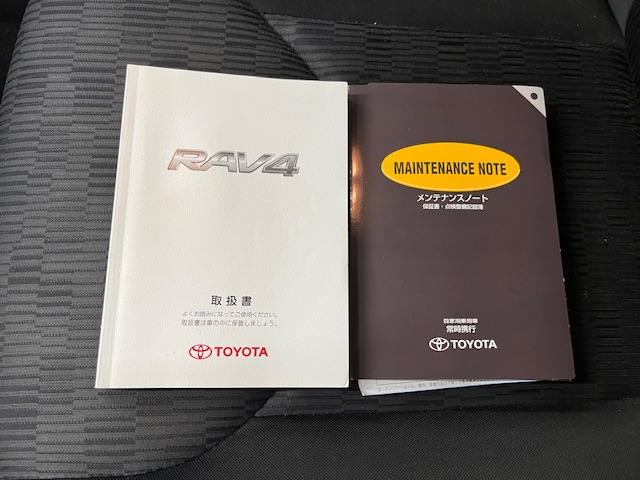 RAV4
取扱書
よくお読みになってご使用ください。
取扱書は車の中に保管しましょう。
TOYOTA
MAINTENANCE NOTE
メンテナンスノート
保証書・点検整備記録簿
自家用乗用車
常時携行
TOYOTA